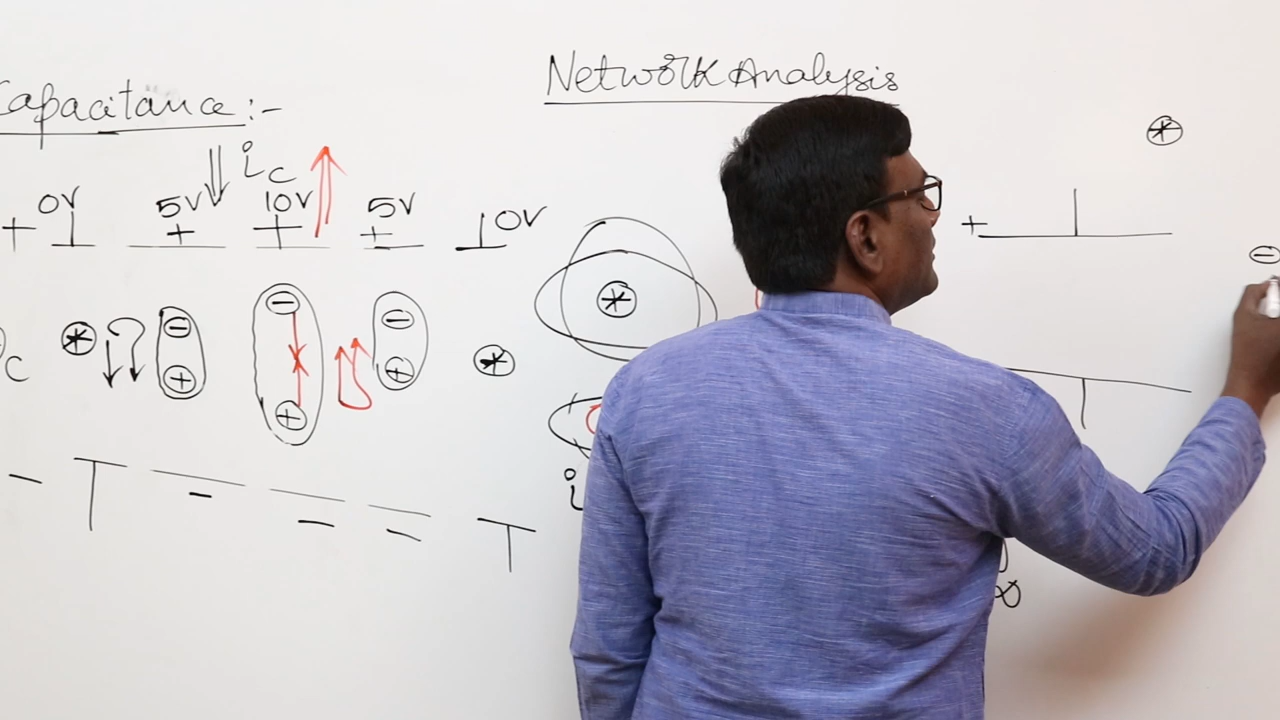 Network Analysis
Capacitance:-
ic
+ 0V 5V 10V 5V 0V
+ + +
+
− − − −
+ + +
c
i
− − − −